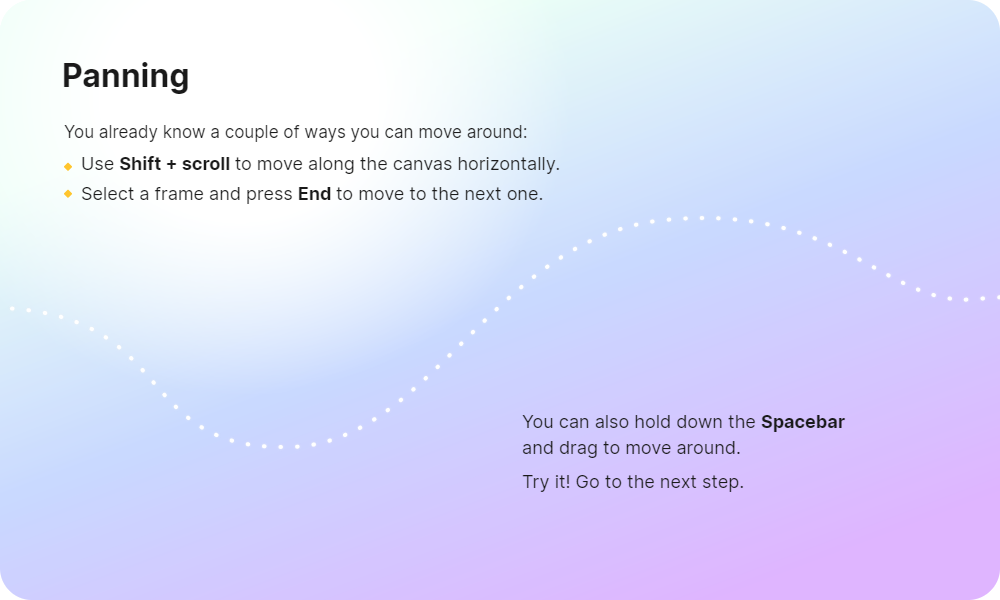 Panning
You already know a couple of ways you can move around:
Use Shift + scroll to move along the canvas horizontally.
Select a frame and press End to move to the next one.
You can also hold down the Spacebar
and drag to move around.
Try it! Go to the next step.